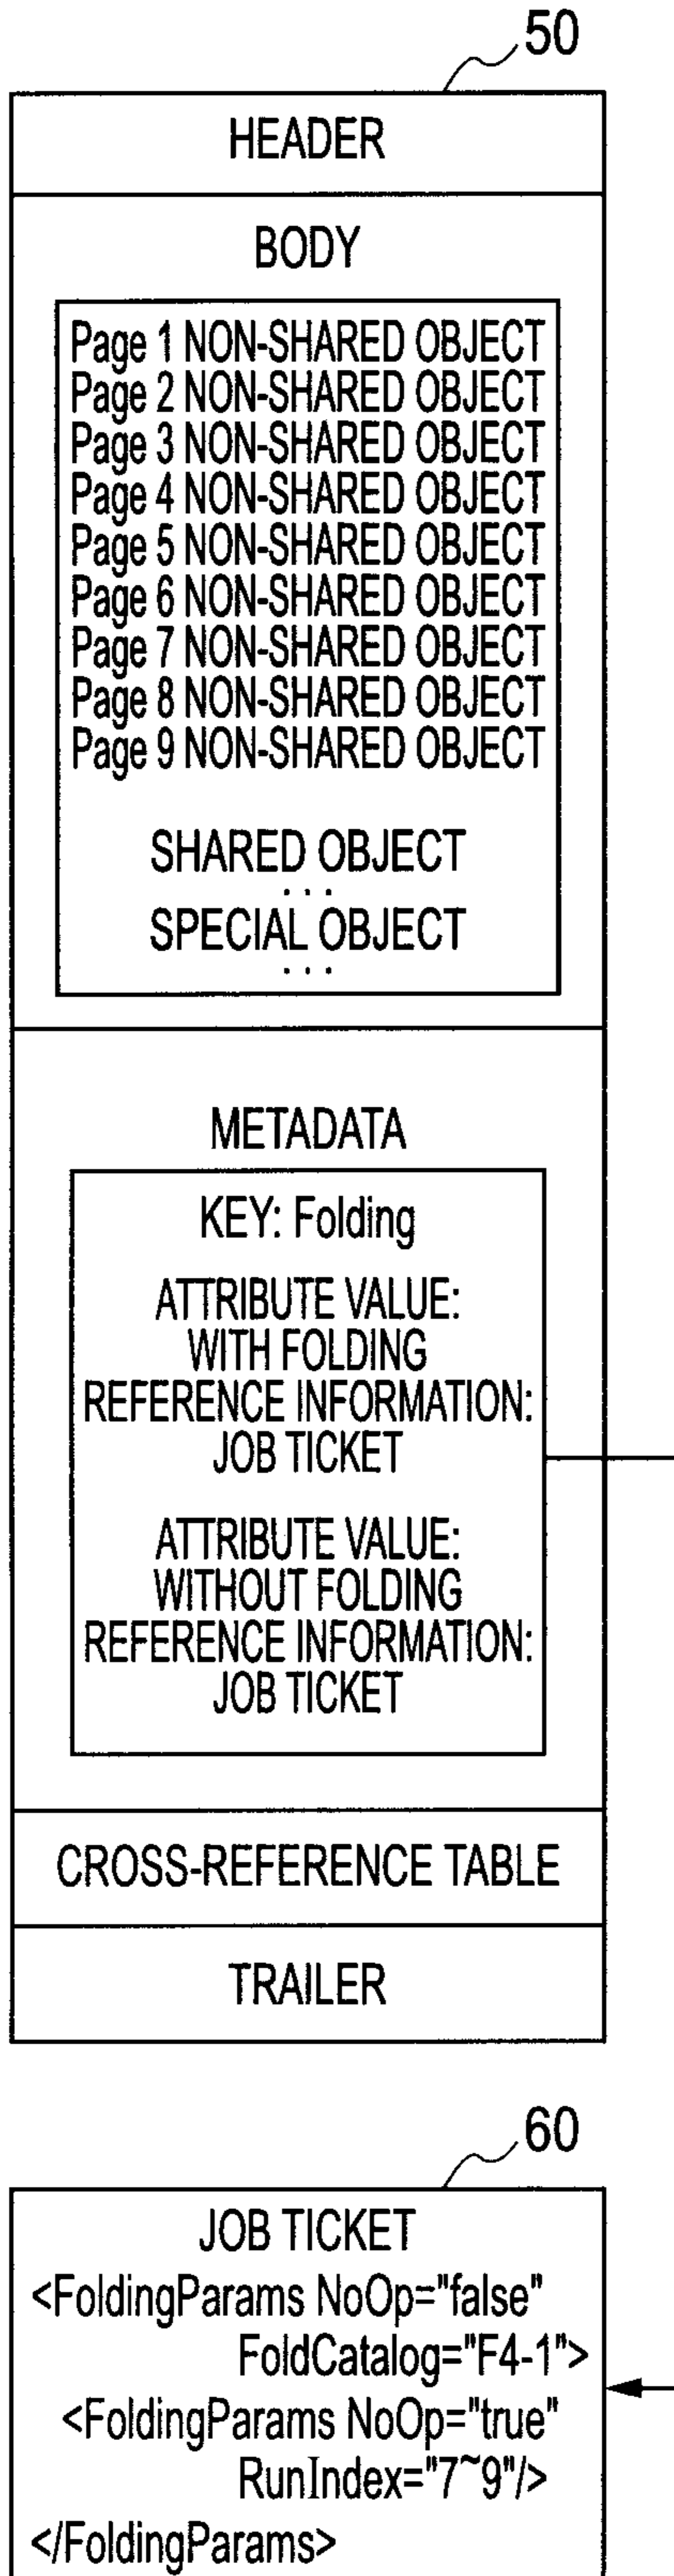 50
HEADER
BODY
Page 1 NON-SHARED OBJECT
Page 2 NON-SHARED OBJECT
Page 3 NON-SHARED OBJECT
Page 4 NON-SHARED OBJECT
Page 5 NON-SHARED OBJECT
Page 6 NON-SHARED OBJECT
Page 7 NON-SHARED OBJECT
Page 8 NON-SHARED OBJECT
Page 9 NON-SHARED OBJECT
SHARED OBJECT
...
SPECIAL OBJECT
...
METADATA
KEY: Folding
ATTRIBUTE VALUE:
WITH FOLDING
REFERENCE INFORMATION:
JOB TICKET
ATTRIBUTE VALUE:
WITHOUT FOLDING
REFERENCE INFORMATION:
JOB TICKET
CROSS-REFERENCE TABLE
TRAILER
60
JOB TICKET
<FoldingParams NoOp="false"
FoldCatalog="F4-1">
<FoldingParams NoOp="true"
RunIndex="7~9"/>
</FoldingParams>